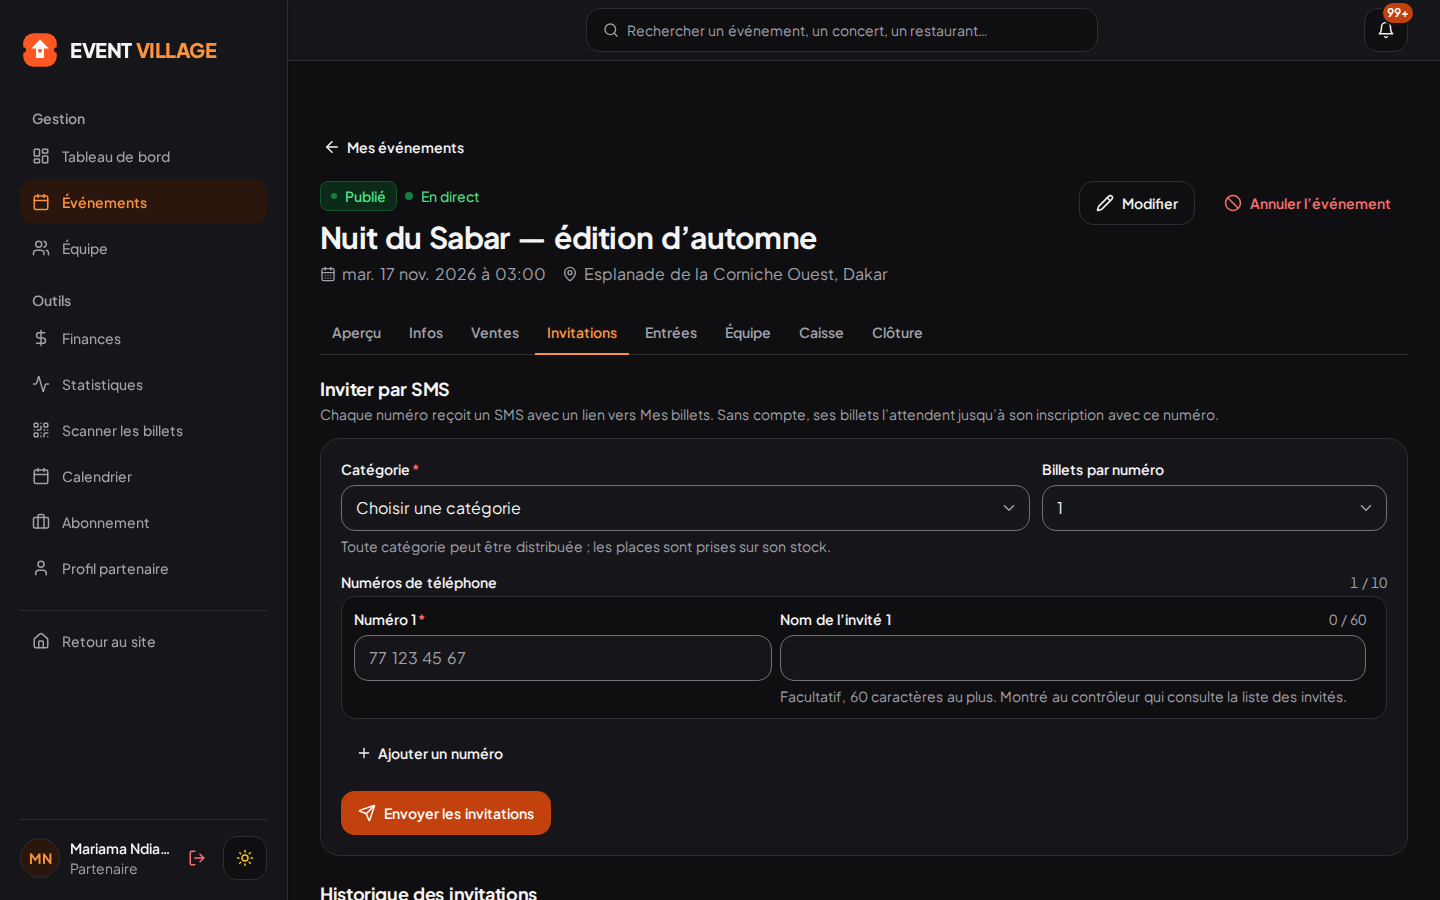 EVENT VILLAGE
Rechercher un événement, un concert, un restaurant…
99+
Gestion
Tableau de bord
Événements
Équipe
Outils
Finances
Statistiques
Scanner les billets
Calendrier
Abonnement
Profil partenaire
Retour au site
MN
Mariama Ndia…
Partenaire
Mes événements
Publié
En direct
Modifier
Annuler l’événement
Nuit du Sabar — édition d’automne
mar. 17 nov. 2026 à 03:00
Esplanade de la Corniche Ouest, Dakar
Aperçu
Infos
Ventes
Invitations
Entrées
Équipe
Caisse
Clôture
Inviter par SMS
Chaque numéro reçoit un SMS avec un lien vers Mes billets. Sans compte, ses billets l’attendent jusqu’à son inscription avec ce numéro.
Catégorie *
Billets par numéro
Choisir une catégorie
1
Toute catégorie peut être distribuée ; les places sont prises sur son stock.
Numéros de téléphone
1 / 10
Numéro 1 *
Nom de l’invité 1
0 / 60
77 123 45 67
Facultatif, 60 caractères au plus. Montré au contrôleur qui consulte la liste des invités.
Ajouter un numéro
Envoyer les invitations
Historique des invitations